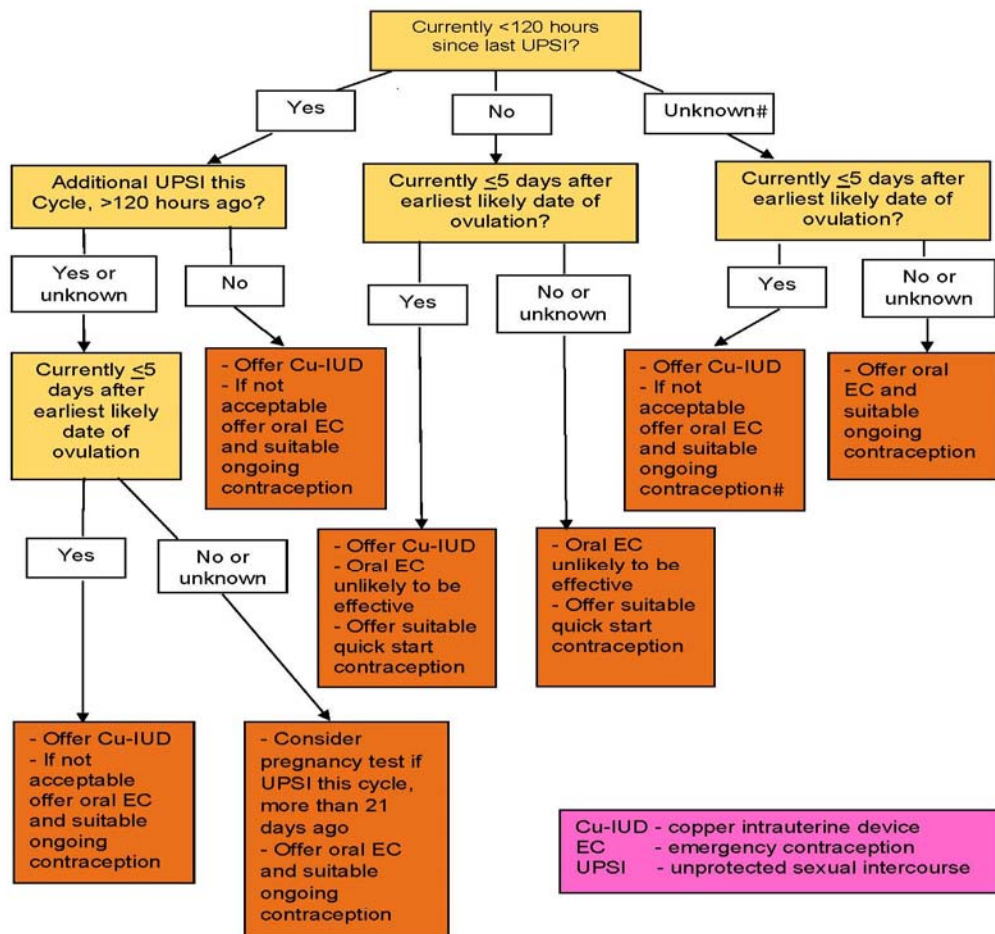 Currently <120 hours
since last UPSI?
Yes
No
Unknown#
Additional UPSI this
Cycle, >120 hours ago?
Currently ≤5 days after
earliest likely date of
ovulation?
Currently ≤5 days after
earliest likely date of
ovulation?
Yes or
unknown
No
Yes
No or
unknown
Yes
No or
unknown
Currently ≤5
days after
earliest likely
date of
ovulation
- Offer Cu-IUD
- If not
acceptable
offer oral EC
and suitable
ongoing
contraception
- Offer Cu-IUD
- If not
acceptable
offer oral EC
and suitable
ongoing
contraception#
- Offer oral
EC and
suitable
ongoing
contraception
Yes
No or
unknown
- Offer Cu-IUD
- Oral EC
unlikely to be
effective
- Offer suitable
quick start
contraception
- Oral EC
unlikely to be
effective
- Offer suitable
quick start
contraception
- Offer Cu-IUD
- If not
acceptable
offer oral EC
and suitable
ongoing
contraception
- Consider
pregnancy test if
UPSI this cycle,
more than 21
days ago
- Offer oral EC
and suitable
ongoing
contraception
Cu-IUD - copper intrauterine device
EC - emergency contraception
UPSI - unprotected sexual intercourse